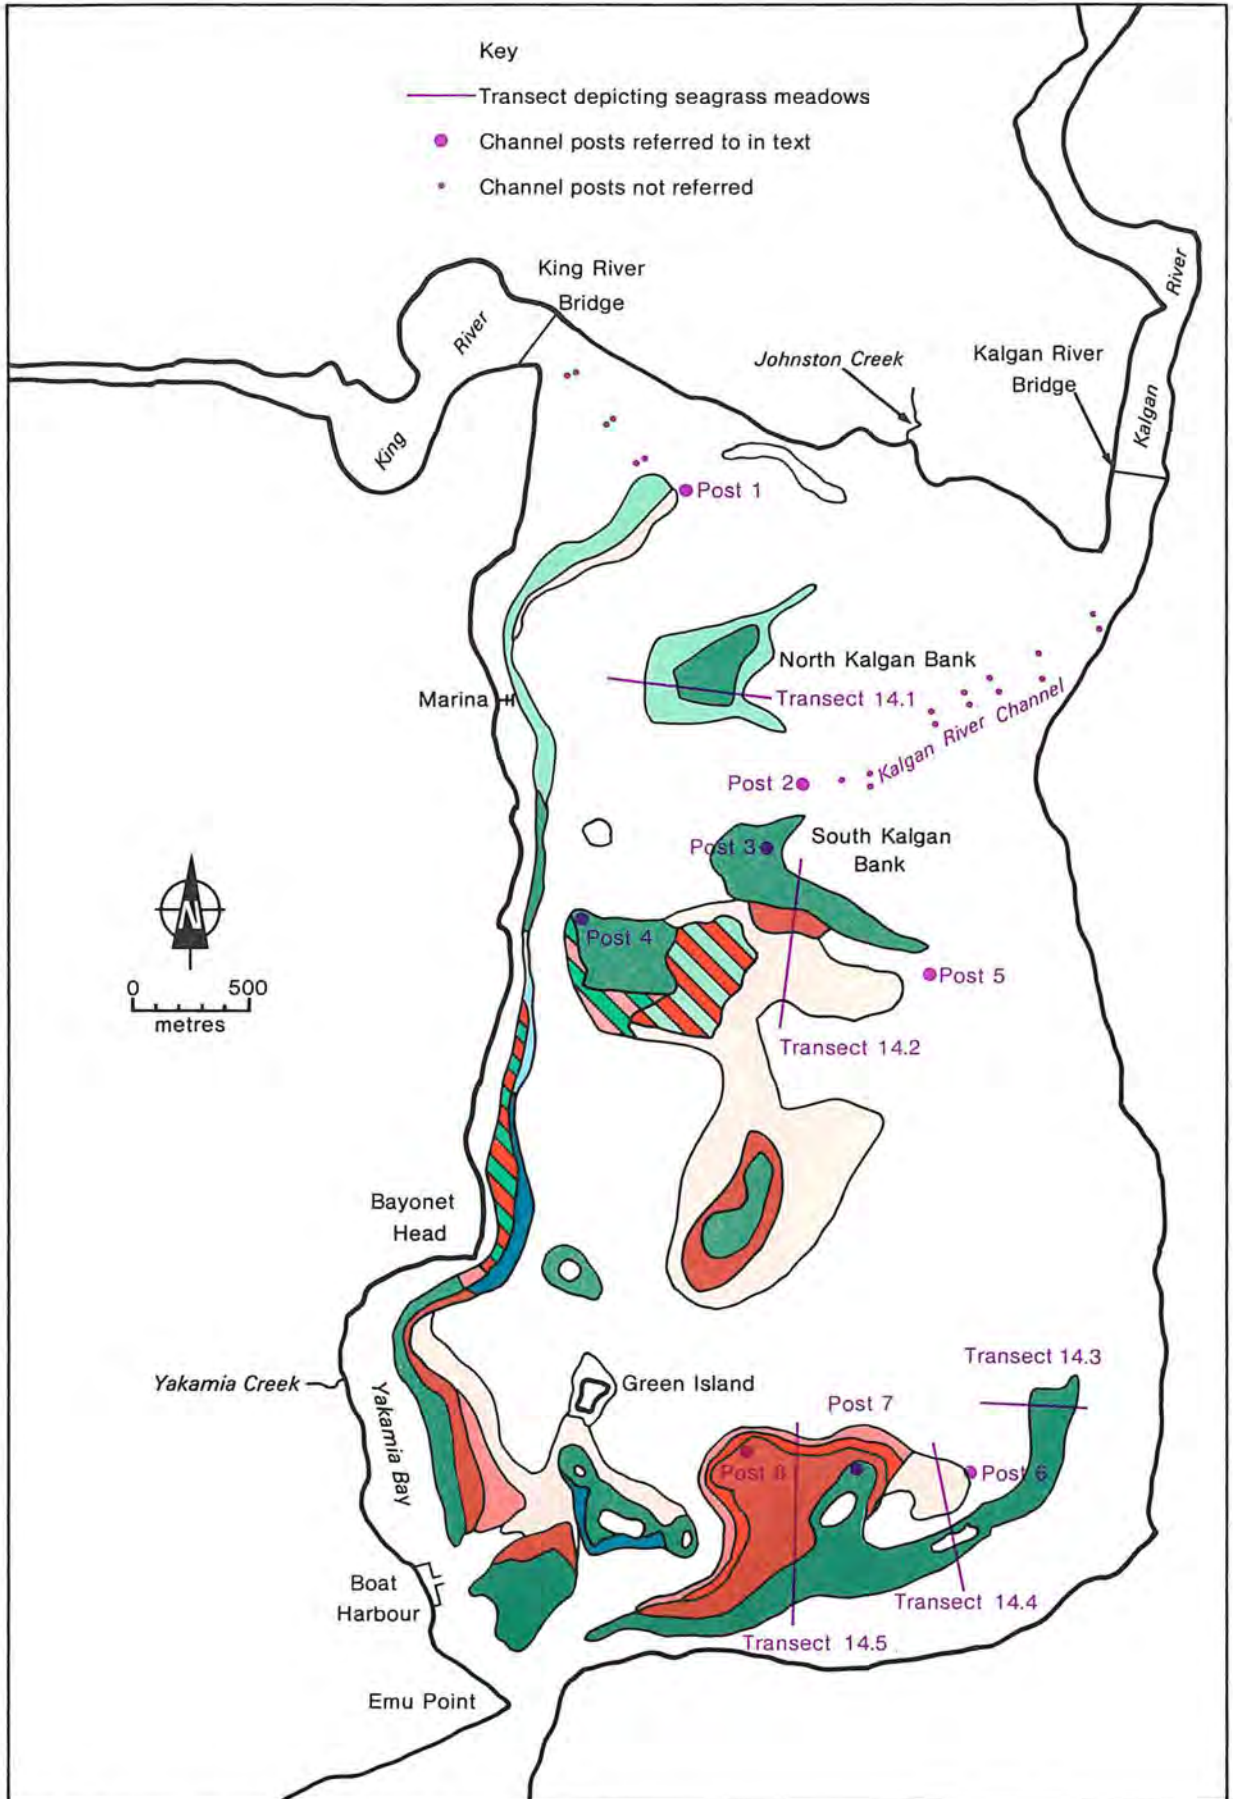 Key
Transect depicting seagrass meadows
Channel posts referred to in text
Channel posts not referred
King River
Bridge
River
King
Johnston Creek
Kalgan River
Bridge
River
Kalgan
Post 1
North Kalgan Bank
Marina
Transect 14.1
Kalgan River Channel
Post 2
Post 3
South Kalgan
Bank
N
Post 4
Post 5
0 500
metres
Transect 14.2
Bayonet
Head
Transect 14.3
Yakamia Creek
Green Island
Yakamia Bay
Post 7
Post 8
Post 6
Boat
Harbour
Transect 14.4
Transect 14.5
Emu Point